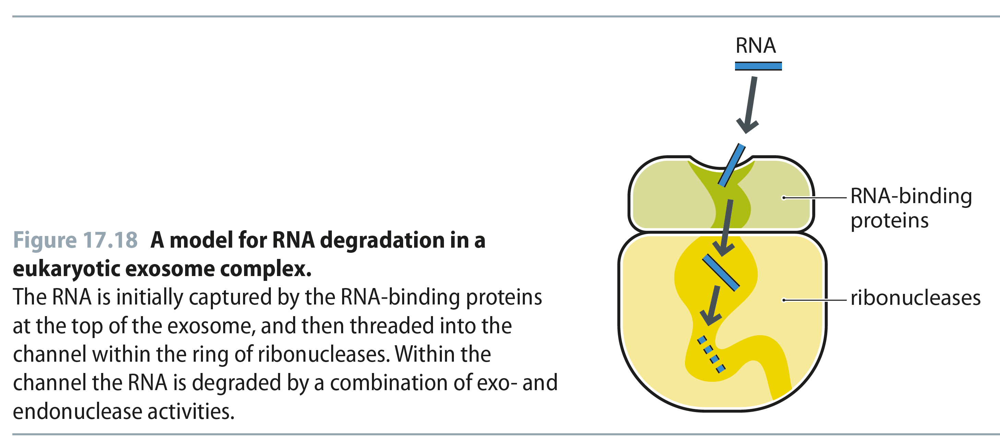 RNA
RNA-binding
proteins
ribonucleases
Figure 17.18 A model for RNA degradation in a
eukaryotic exosome complex.
The RNA is initially captured by the RNA-binding proteins
at the top of the exosome, and then threaded into the
channel within the ring of ribonucleases. Within the
channel the RNA is degraded by a combination of exo- and
endonuclease activities.